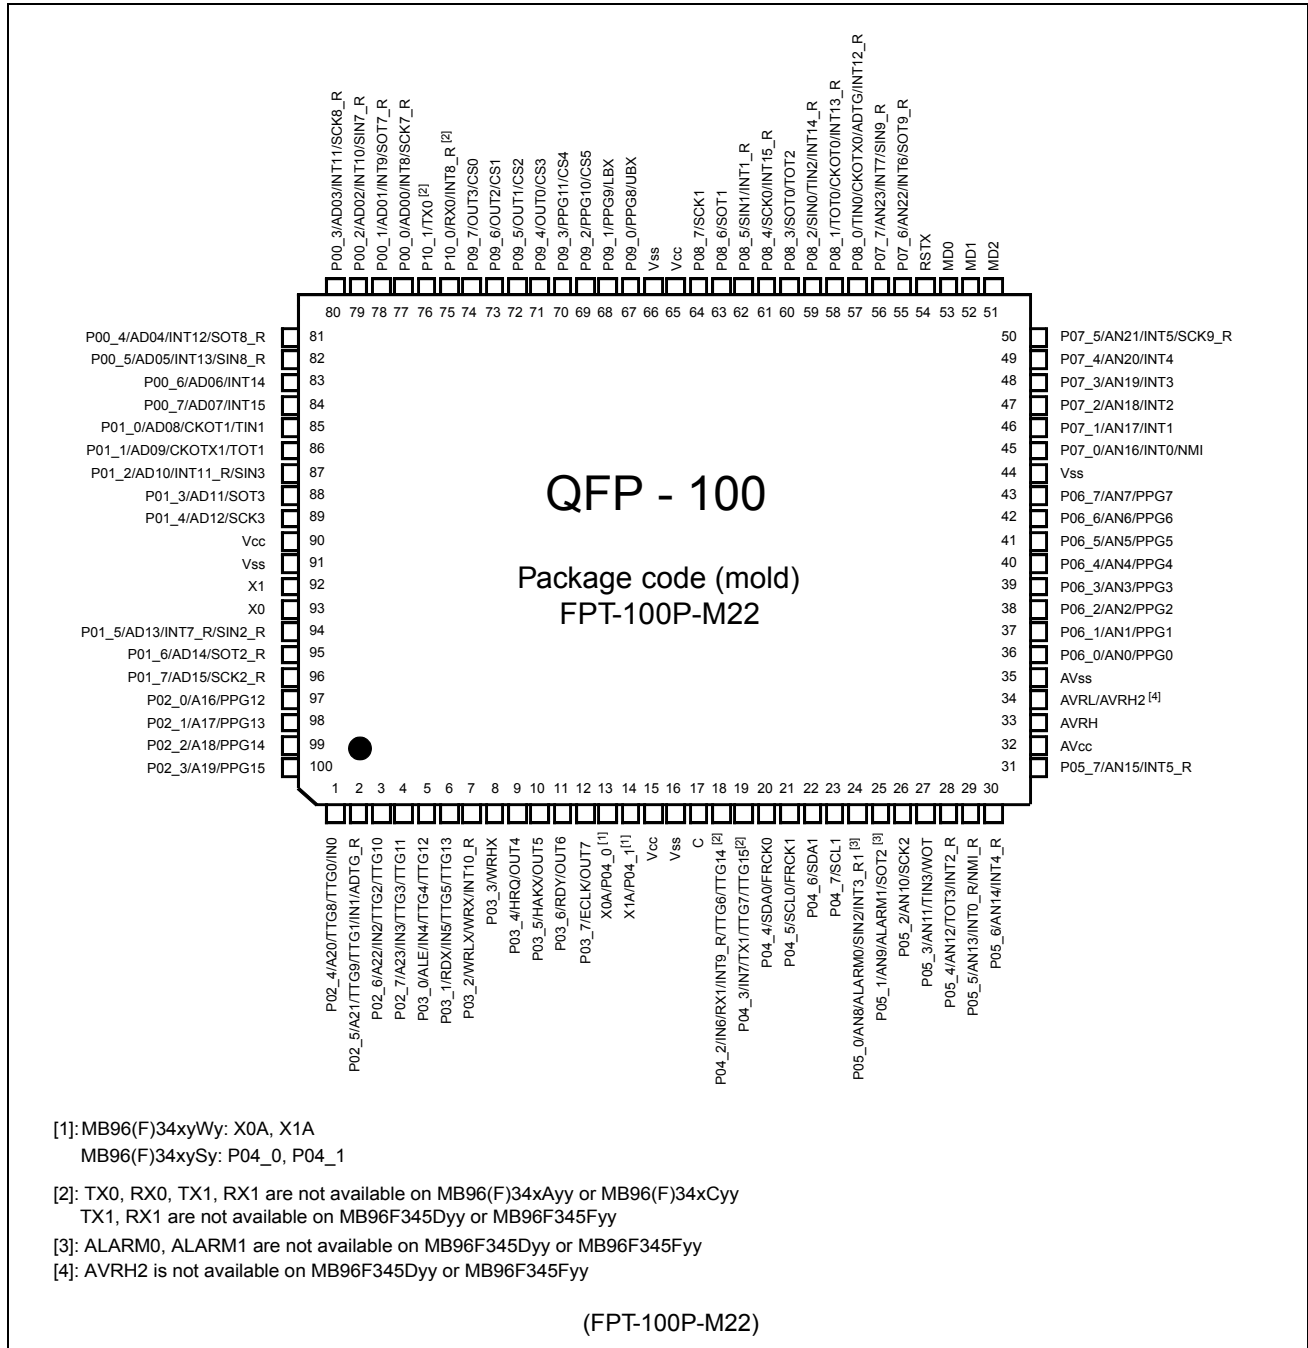 P00_3/AD03/INT11/SCK8_R
P00_2/AD02/INT10/SIN7_R
P00_1/AD01/INT9/SOT7_R
P00_0/AD00/INT8/SCK7_R
P10_1/TX0 [2]
P10_0/RX0/INT8_R [2]
P09_7/OUT3/CS0
P09_6/OUT2/CS1
P09_5/OUT1/CS2
P09_4/OUT0/CS3
P09_3/PPG11/CS4
P09_2/PPG10/CS5
P09_1/PPG9/LBX
P09_0/PPG8/UBX
Vss
Vcc
P08_7/SCK1
P08_6/SOT1
P08_5/SIN1/INT1_R
P08_4/SCK0/INT15_R
P08_3/SOT0/TOT2
P08_2/SIN0/TIN2/INT14_R
P08_1/TOT0/CKOT0/INT13_R
P08_0/TIN0/CKOTX0/ADTG/INT12_R
P07_7/AN23/INT7/SIN9_R
P07_6/AN22/INT6/SOT9_R
RSTX
MD0
MD1
MD2
80 79 78 77 76 75 74 73 72 71 70 69 68 67 66 65 64 63 62 61 60 59 58 57 56 55 54 53 52 51
P00_4/AD04/INT12/SOT8_R 81
P00_5/AD05/INT13/SIN8_R 82
P00_6/AD06/INT14 83
P00_7/AD07/INT15 84
P01_0/AD08/CKOT1/TIN1 85
P01_1/AD09/CKOTX1/TOT1 86
P01_2/AD10/INT11_R/SIN3 87
P01_3/AD11/SOT3 88
P01_4/AD12/SCK3 89
Vcc 90
Vss 91
X1 92
X0 93
P01_5/AD13/INT7_R/SIN2_R 94
P01_6/AD14/SOT2_R 95
P01_7/AD15/SCK2_R 96
P02_0/A16/PPG12 97
P02_1/A17/PPG13 98
P02_2/A18/PPG14 99
P02_3/A19/PPG15 100
QFP - 100
Package code (mold)
FPT-100P-M22
50 P07_5/AN21/INT5/SCK9_R
49 P07_4/AN20/INT4
48 P07_3/AN19/INT3
47 P07_2/AN18/INT2
46 P07_1/AN17/INT1
45 P07_0/AN16/INT0/NMI
44 Vss
43 P06_7/AN7/PPG7
42 P06_6/AN6/PPG6
41 P06_5/AN5/PPG5
40 P06_4/AN4/PPG4
39 P06_3/AN3/PPG3
38 P06_2/AN2/PPG2
37 P06_1/AN1/PPG1
36 P06_0/AN0/PPG0
35 AVss
34 AVRL/AVRH2 [4]
33 AVRH
32 AVcc
31 P05_7/AN15/INT5_R
1 2 3 4 5 6 7 8 9 10 11 12 13 14 15 16 17 18 19 20 21 22 23 24 25 26 27 28 29 30
P02_4/A20/TTG8/TTG0/IN0
P02_5/A21/TTG9/TTG1/IN1/ADTG_R
P02_6/A22/IN2/TTG2/TTG10
P02_7/A23/IN3/TTG3/TTG11
P03_0/ALE/IN4/TTG4/TTG12
P03_1/RDX/IN5/TTG5/TTG13
P03_2/WRLX/WRX/INT10_R
P03_3/WRHX
P03_4/HRQ/OUT4
P03_5/HAKX/OUT5
P03_6/RDY/OUT6
P03_7/ECLK/OUT7
X0A/P04_0 [1]
X1A/P04_1 [1]
Vcc
Vss
C
P04_2/IN6/RX1/INT9_R/TTG6/TTG14 [2]
P04_3/IN7/TX1/TTG7/TTG15[2]
P04_4/SDA0/FRCK0
P04_5/SCL0/FRCK1
P04_6/SDA1
P04_7/SCL1
P05_0/AN8/ALARM0/SIN2/INT3_R1 [3]
P05_1/AN9/ALARM1/SOT2 [3]
P05_2/AN10/SCK2
P05_3/AN11/TIN3/WOT
P05_4/AN12/TOT3/INT2_R
P05_5/AN13/INT0_R/NMI_R
P05_6/AN14/INT4_R
[1]: MB96(F)34xyWy: X0A, X1A
MB96(F)34xySy: P04_0, P04_1
[2]: TX0, RX0, TX1, RX1 are not available on MB96(F)34xAyy or MB96(F)34xCyy
TX1, RX1 are not available on MB96F345Dyy or MB96F345Fyy
[3]: ALARM0, ALARM1 are not available on MB96F345Dyy or MB96F345Fyy
[4]: AVRH2 is not available on MB96F345Dyy or MB96F345Fyy
(FPT-100P-M22)